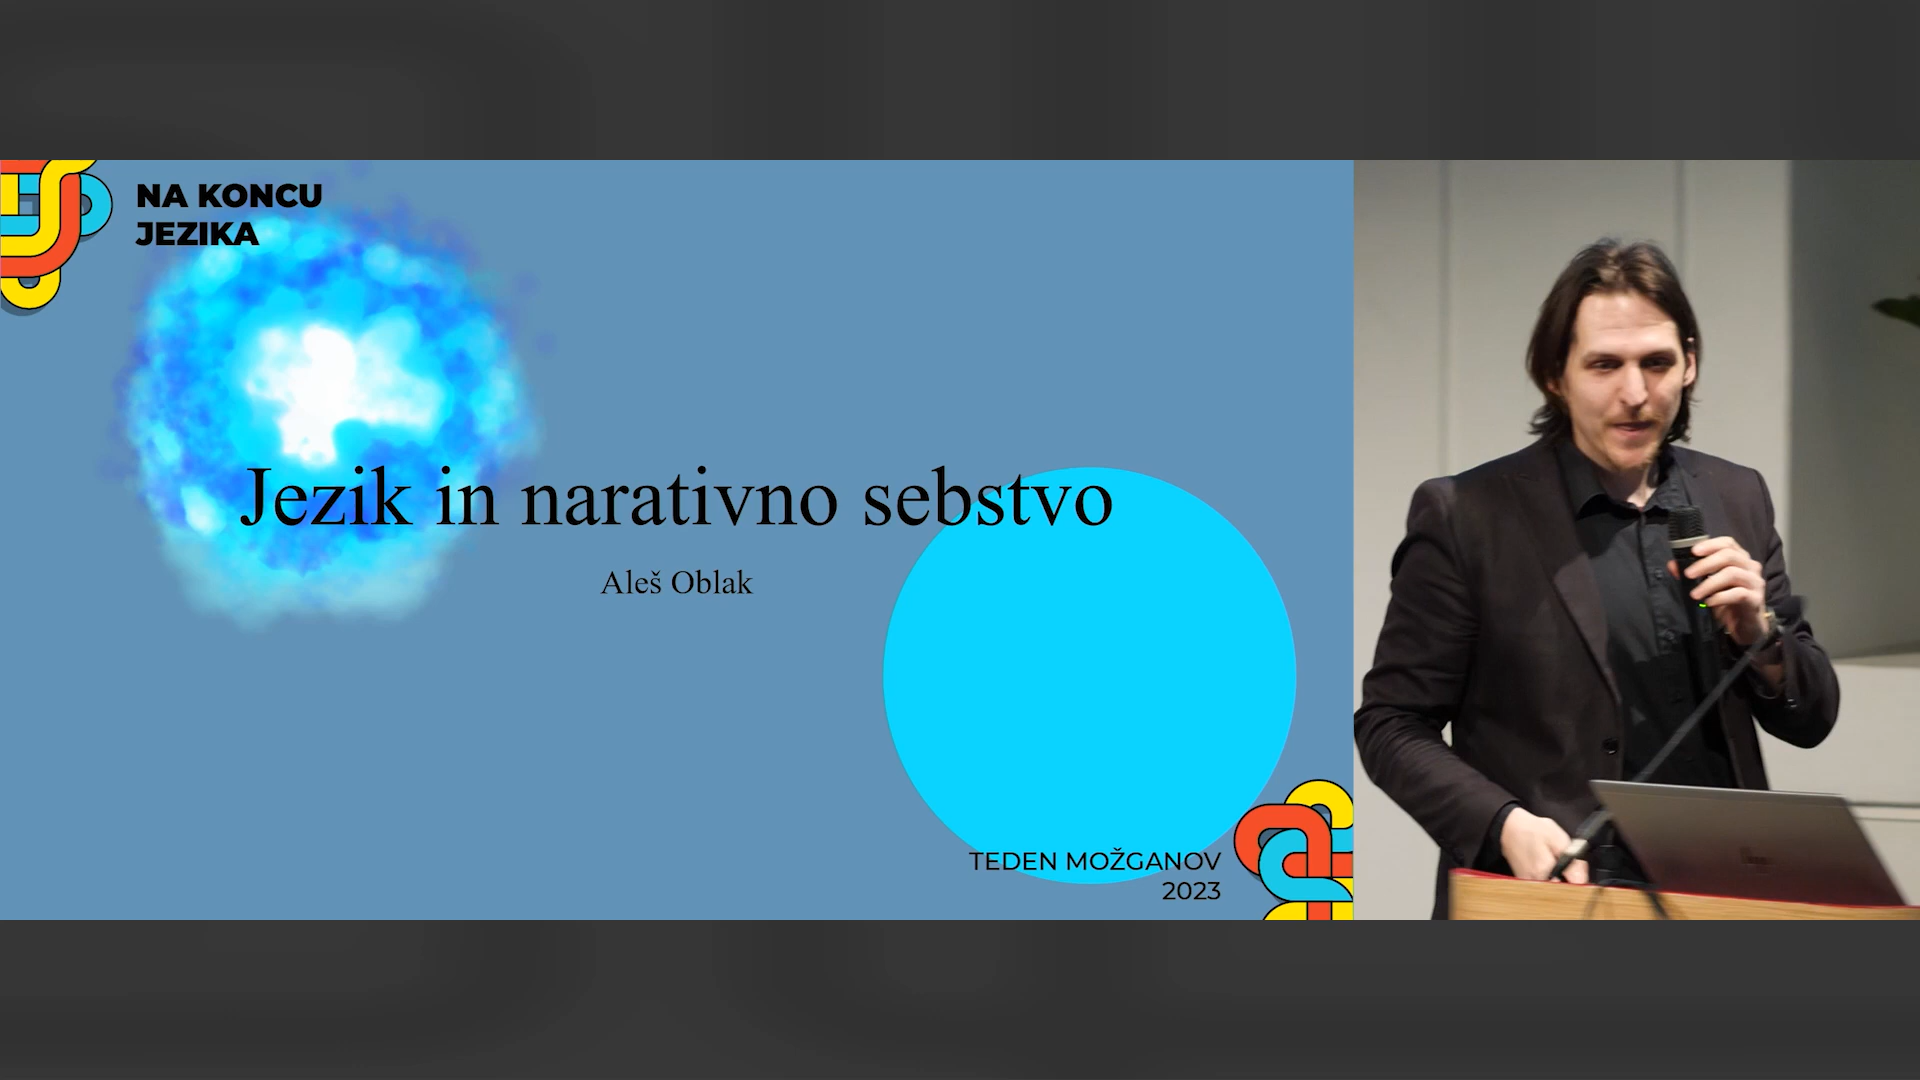 NA KONCU
JEZIKA
Jezik in narativno sebstvo
Aleš Oblak
TEDEN MOŽGANOV
2023